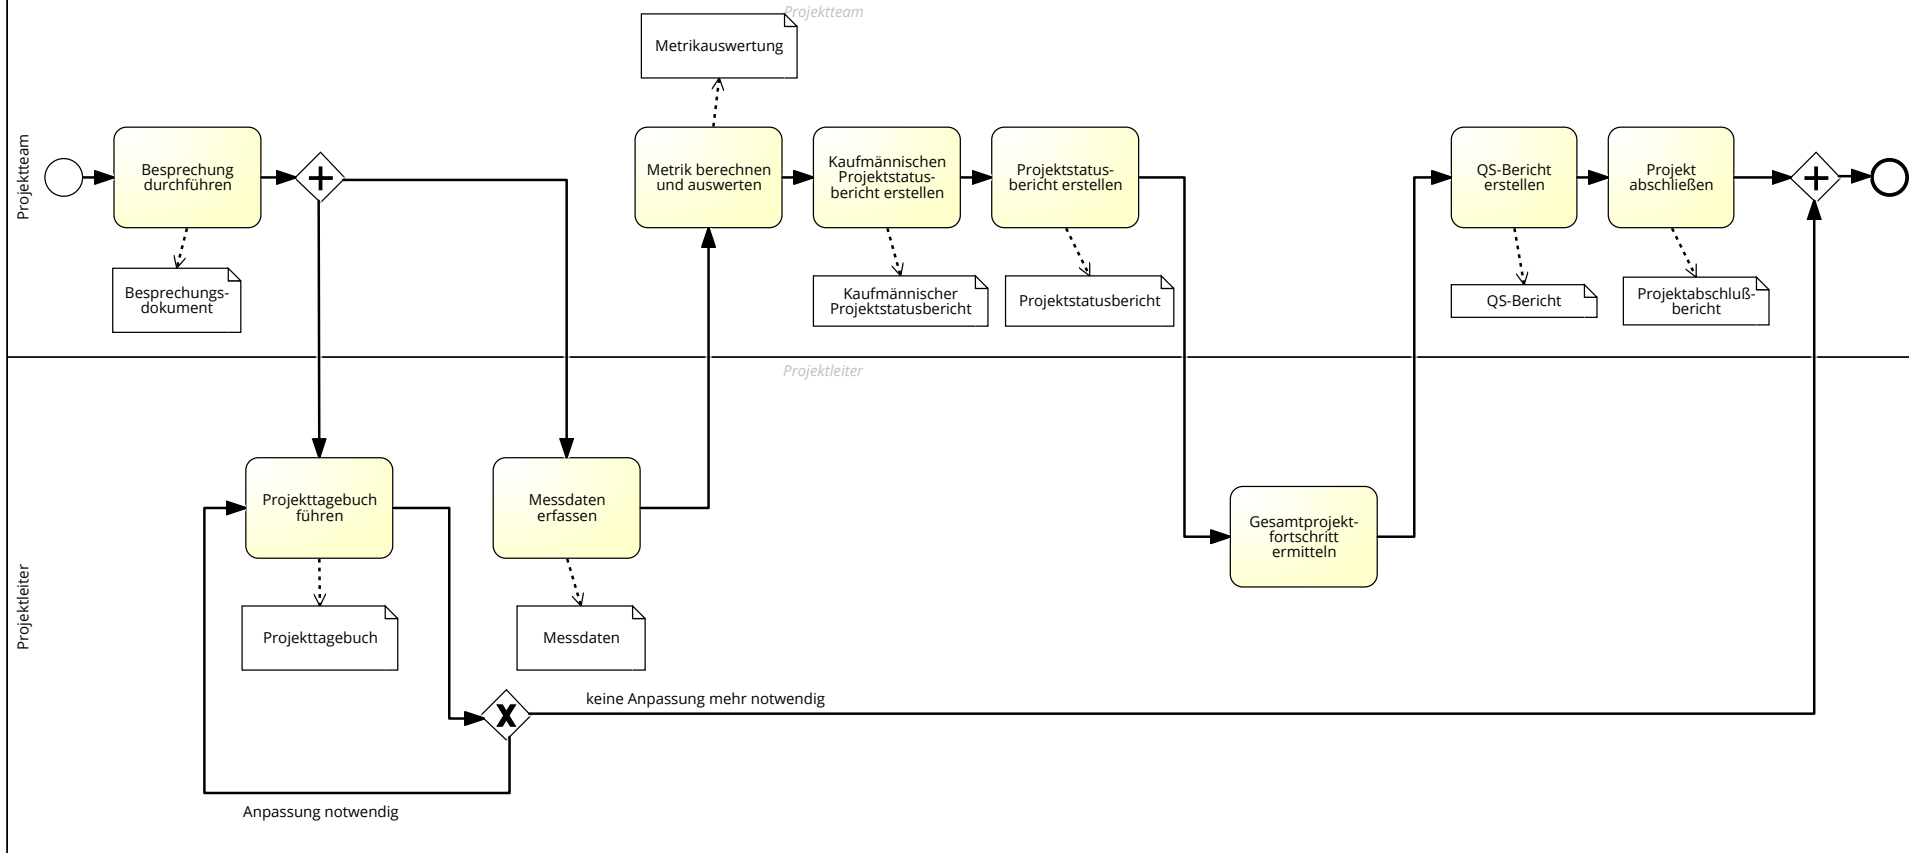 Projektteam
Projektteam
Metrikauswertung
Besprechung
durchführen
Metrik berechnen
und auswerten
Kaufmännischen
Projektstatus-
bericht erstellen
Projektstatus-
bericht erstellen
QS-Bericht
erstellen
Projekt
abschließen
Besprechungs-
dokument
Kaufmännischer
Projektstatusbericht
Projektstatusbericht
QS-Bericht
Projektabschluß-
bericht
Projektleiter
Projektleiter
Projekttagebuch
führen
Messdaten
erfassen
Gesamtprojekt-
fortschritt
ermitteln
Projekttagebuch
Messdaten
keine Anpassung mehr notwendig
Anpassung notwendig